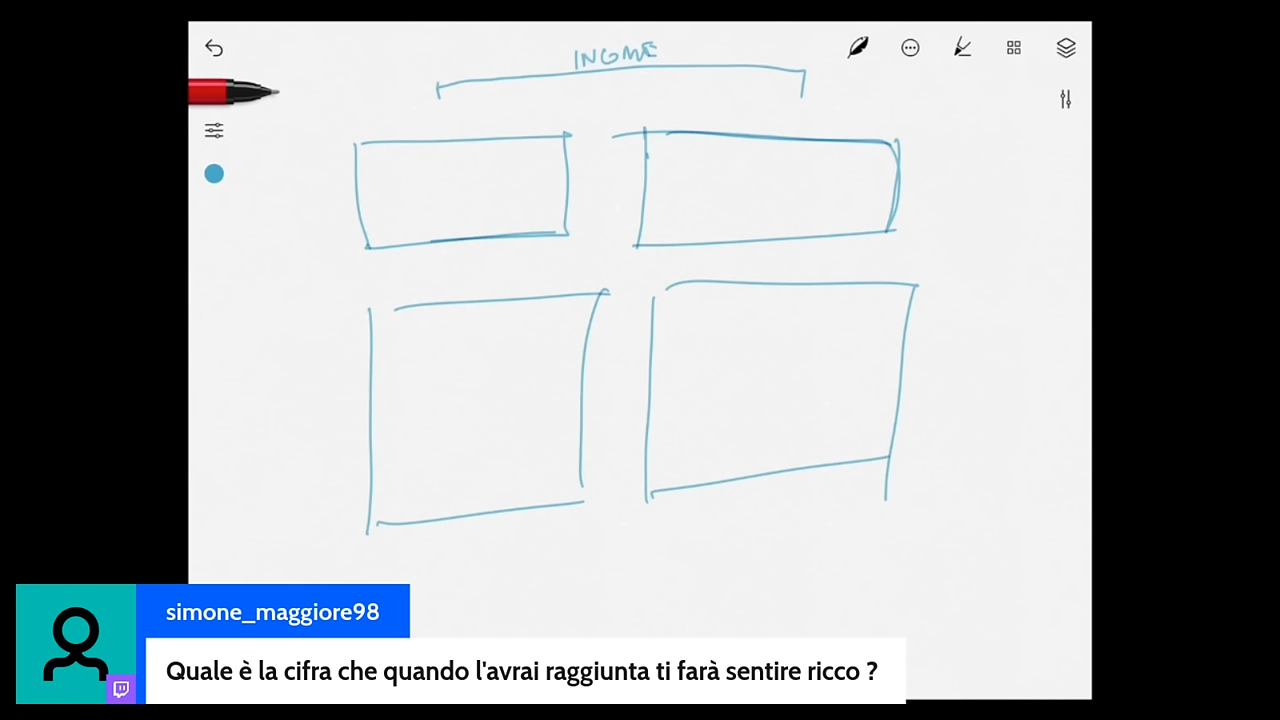 INCOME
simone_maggiore98
Quale è la cifra che quando l'avrai raggiunta ti farà sentire ricco ?